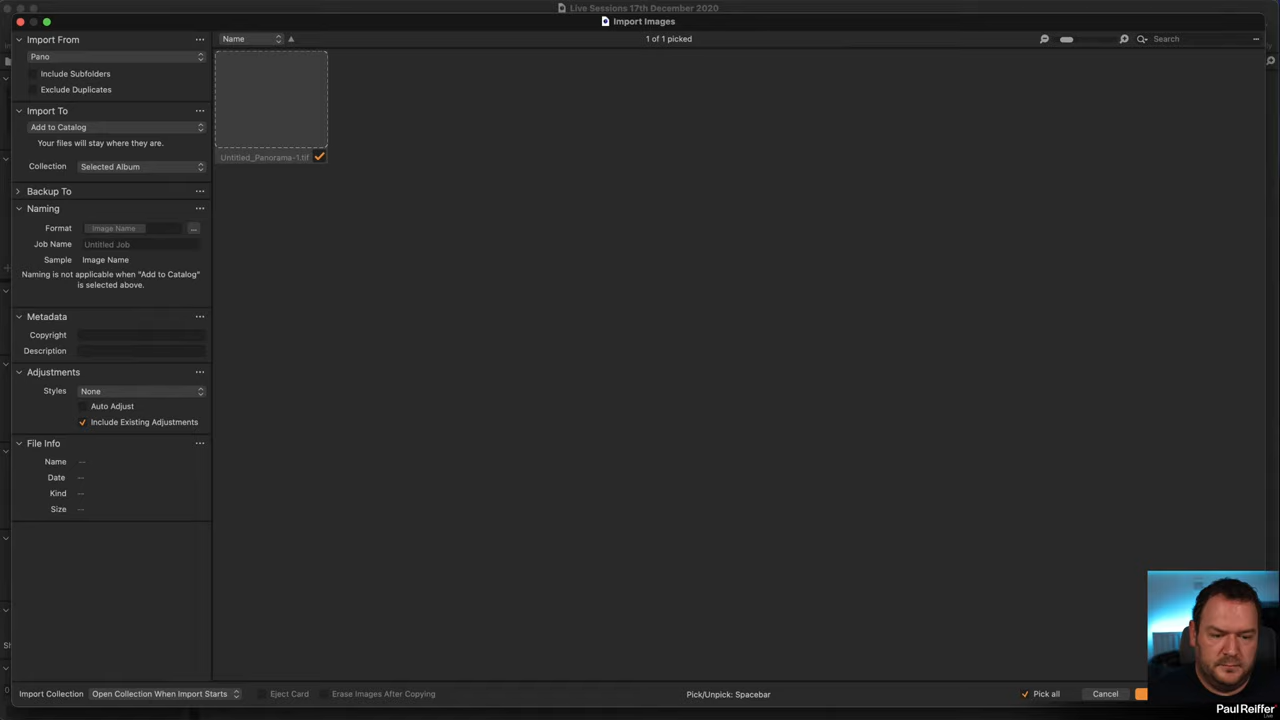 Live Sessions 17th December 2020
Import Images
Import From
Name
1 of 1 picked
Search
Pano
Include Subfolders
Exclude Duplicates
Import To
Add to Catalog
Your files will stay where they are.
Untitled_Panorama-1.tif
Collection Selected Album
Backup To
Naming
Format Image Name ...
Job Name Untitled Job
Sample Image Name
Naming is not applicable when "Add to Catalog"
is selected above.
Metadata
Copyright
Description
Adjustments
Styles None
Auto Adjust
Include Existing Adjustments
File Info
Name --
Date --
Kind --
Size --
Import Collection Open Collection When Import Starts Eject Card Erase Images After Copying Pick/Unpick: Spacebar Pick all Cancel
PaulReiffer
Live